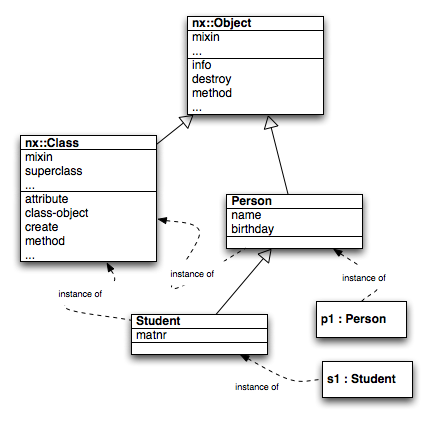 nx::Object
mixin
...
info
destroy
method
...
nx::Class
mixin
superclass
...
attribute
class-object
create
method
...
Person
name
birthday
instance of
instance of
instance of
p1 : Person
Student
matnr
s1 : Student
instance of